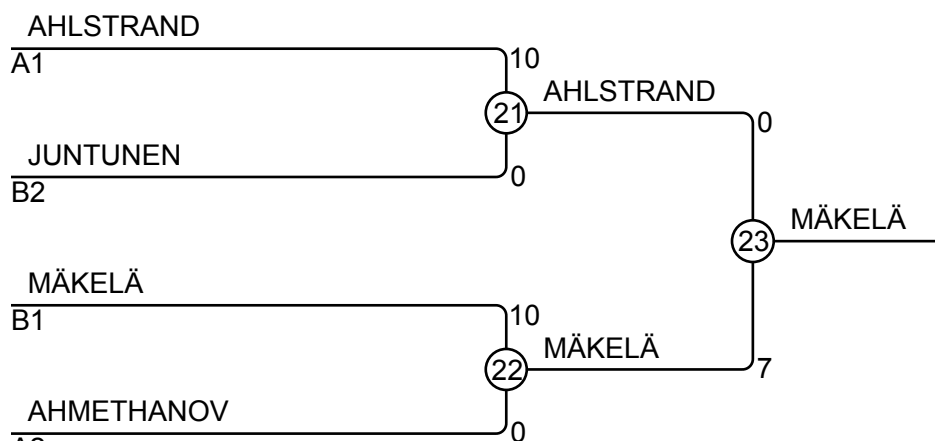 AHLSTRAND
A1
10
21
AHLSTRAND
0
JUNTUNEN
B2
0
23
MÄKELÄ
MÄKELÄ
B1
10
22
MÄKELÄ
7
AHMETHANOV
0